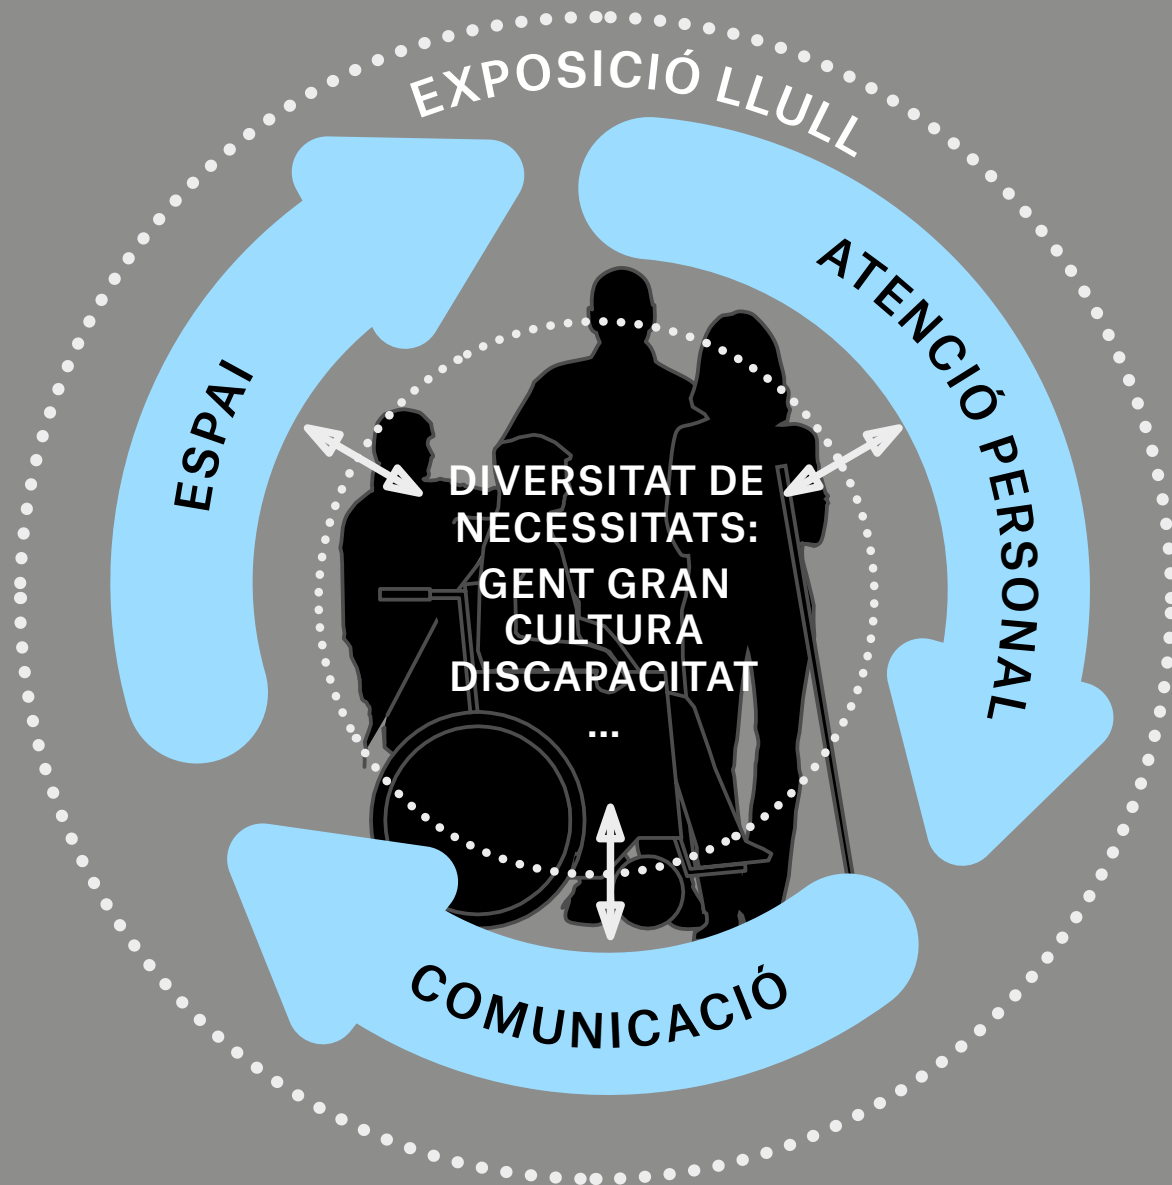 EXPOSICIÓ LLULL
ATENCIÓ PERSONAL
ESPAI
DIVERSITAT DE
NECESSITATS:
GENT GRAN
CULTURA
DISCAPACITAT
...
COMUNICACIÓ